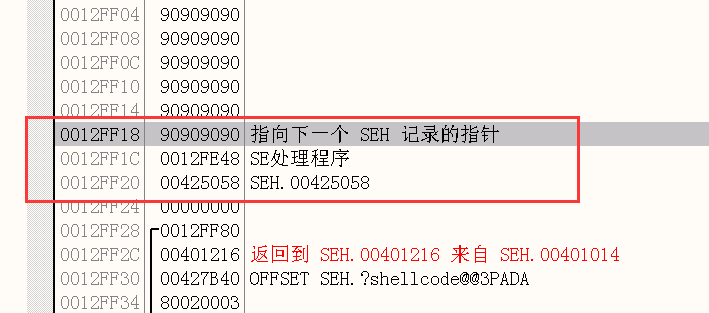 0012FF04 90909090
0012FF08 90909090
0012FF0C 90909090
0012FF10 90909090
0012FF14 90909090
0012FF18 90909090 指向下一个 SEH 记录的指针
0012FF1C 0012FE48 SE处理程序
0012FF20 00425058 SEH.00425058
0012FF24 00000000
0012FF28 0012FF80
0012FF2C 00401216 返回到 SEH.00401216 来自 SEH.00401014
0012FF30 00427B40 OFFSET SEH.?shellcode@@3PADA
0012FF34 80020003